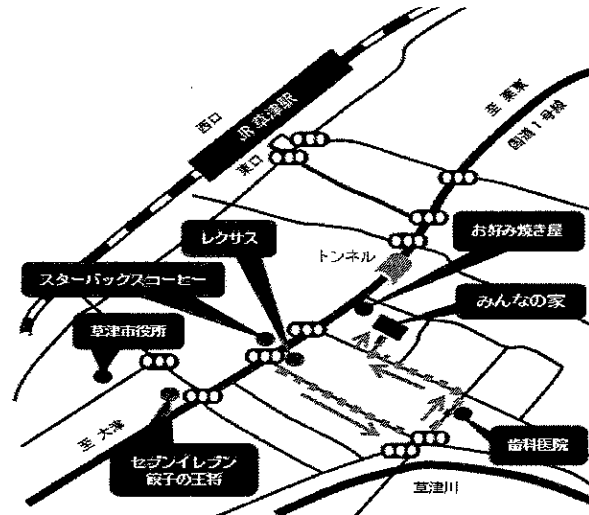 西口
JR草津駅
東口
至 栗東
国道1号線
レクサス
トンネル
お好み焼き屋
スターバックスコーヒー
みんなの家
草津市役所
至 大津
セブンイレブン
餃子の王将
歯科医院
草津川